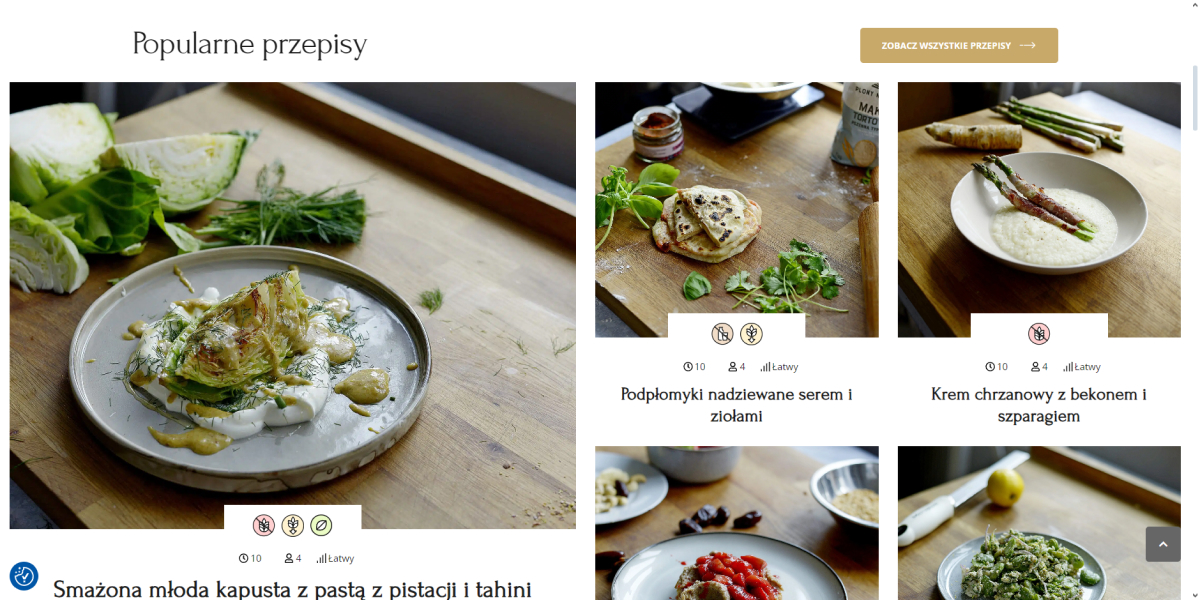 Popularne przepisy
ZOBACZ WSZYSTKIE PRZEPISY
10 4 Łatwy
Smażona młoda kapusta z pastą z pistacji i tahini
10 4 Łatwy
Podpłomyki nadziewane serem i
ziołami
10 4 Łatwy
Krem chrzanowy z bekonem i
szparagiem